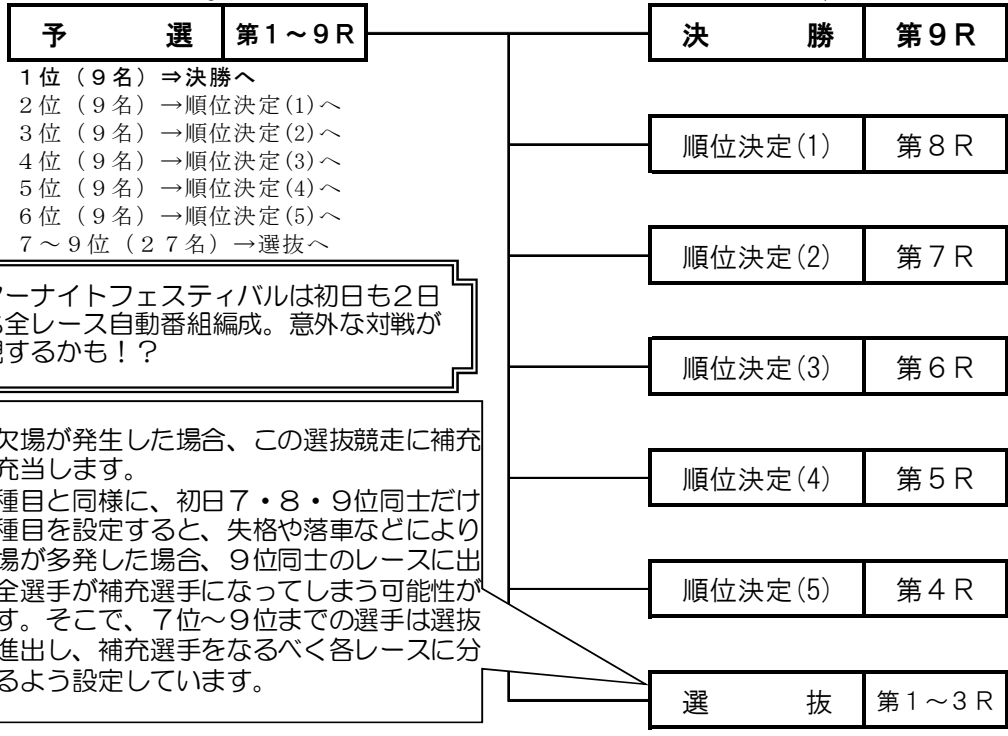 予　選 第１～９Ｒ
決　勝 第９Ｒ
１位（９名）⇒決勝へ
２位（９名）→順位決定(1)へ
３位（９名）→順位決定(2)へ
４位（９名）→順位決定(3)へ
５位（９名）→順位決定(4)へ
６位（９名）→順位決定(5)へ
７～９位（２７名）→選抜へ
順位決定(1) 第８Ｒ
順位決定(2) 第７Ｒ
ターナイトフェスティバルは初日も２日
全レース自動番組編成。意外な対戦が
現するかも！？
順位決定(3) 第６Ｒ
欠場が発生した場合、この選抜競走に補充
充当します。
種目と同様に、初日７・８・９位同士だけ
種目を設定すると、失格や落車などにより
場が多発した場合、９位同士のレースに出
全選手が補充選手になってしまう可能性が
す。そこで、７位～９位までの選手は選抜
進出し、補充選手をなるべく各レースに分
るよう設定しています。
順位決定(4) 第５Ｒ
順位決定(5) 第４Ｒ
選　抜 第１～３Ｒ